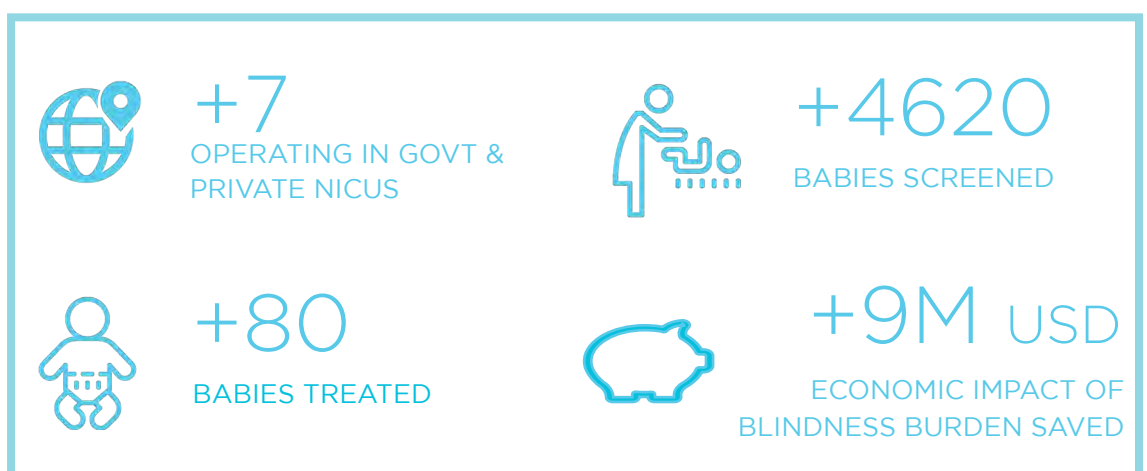 +7
OPERATING IN GOVT &
PRIVATE NICUS
+4620
BABIES SCREENED
+80
BABIES TREATED
+9M USD
ECONOMIC IMPACT OF
BLINDNESS BURDEN SAVED